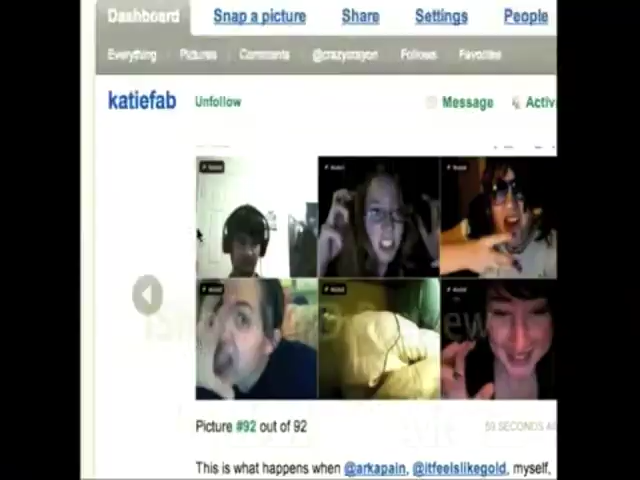 Dashboard Snap a picture Share Settings People
Everything Pictures Comments @crazycrayon Follows Favorites
katiefab Unfollow Message Activ
Picture #92 out of 92 59 SECONDS A
This is what happens when @arkapain, @itfeelslikegold, myself,